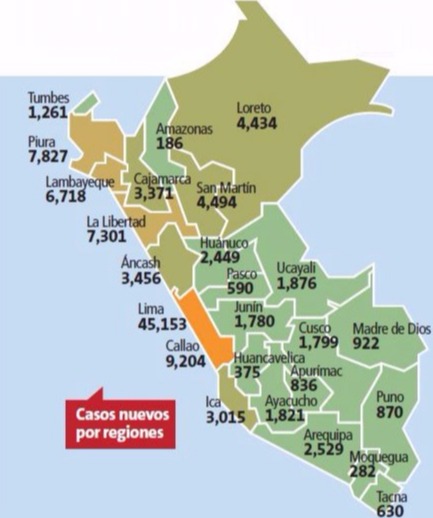 Tumbes
1,261
Piura
7,827
Lambayeque
6,718
La Libertad
7,301
Áncash
3,456
Lima
45,153
Callao
9,204
Ica
3,015
Amazonas
186
Cajamarca
3,371
Loreto
4,434
San Martín
4,494
Huánuco
2,449
Pasco
590
Ucayali
1,876
Junín
1,780
Cusco
1,799
Madre de Dios
922
Huancavelica
375
Apurímac
836
Ayacucho
1,821
Puno
870
Arequipa
2,529
Moquegua
282
Tacna
630
Casos nuevos
por regiones